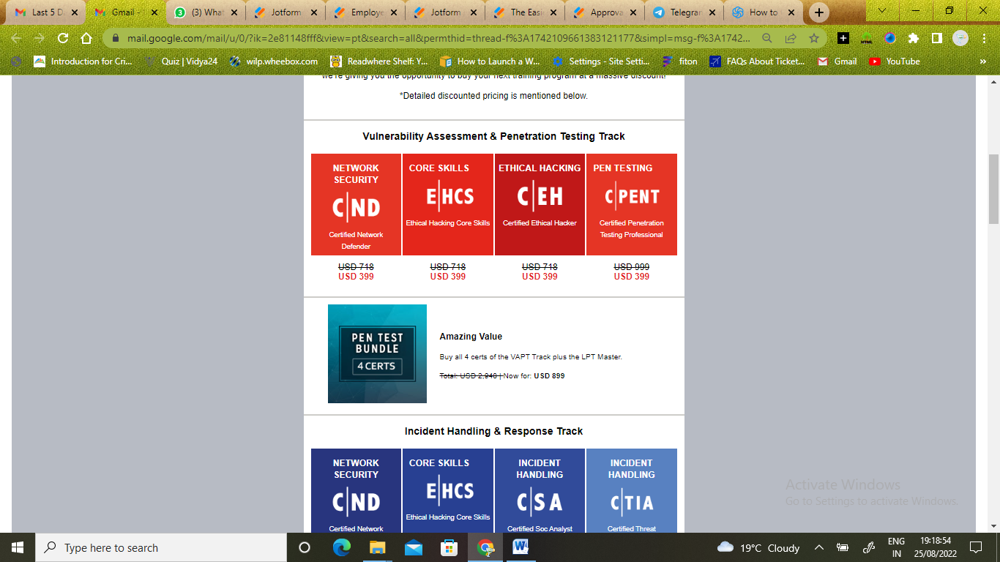 Last 5 D
Gmail -
(3) What
Jotform
Employe
Jotform
The Easi
Approva
Telegran
How to
mail.google.com/mail/u/0/?ik=2e81148fff&view=pt&search=all&permthid=thread-f%3A1742109661383121177&simpl=msg-f%3A1742...
Introduction for Cri...
Quiz | Vidya24
wilp.wheebox.com
Readwhere Shelf: Y...
How to Launch a W...
Settings - Site Setti...
fiton
FAQs About Ticket...
Gmail
YouTube
»
we're giving you the opportunity to buy your next training program at a massive discount!
*Detailed discounted pricing is mentioned below.
Vulnerability Assessment & Penetration Testing Track
NETWORK
SECURITY
C|ND
Certified Network
Defender
USD 718
USD 399
CORE SKILLS
E|HCS
Ethical Hacking Core Skills
USD 718
USD 399
ETHICAL HACKING
C|EH
Certified Ethical Hacker
USD 718
USD 399
PEN TESTING
C|PENT
Certified Penetration
Testing Professional
USD 999
USD 399
PEN TEST
BUNDLE
4 CERTS
Amazing Value
Buy all 4 certs of the VAPT Track plus the LPT Master.
Total: USD 2,948 | Now for: USD 899
Incident Handling & Response Track
NETWORK
SECURITY
C|ND
Certified Network
CORE SKILLS
E|HCS
Ethical Hacking Core Skills
INCIDENT
HANDLING
C|SA
Certified Soc Analyst
INCIDENT
HANDLING
C|TIA
Certified Threat
Activate Windows
Go to Settings to activate Windows.
Type here to search
19°C Cloudy
ENG
IN
19:18:54
25/08/2022